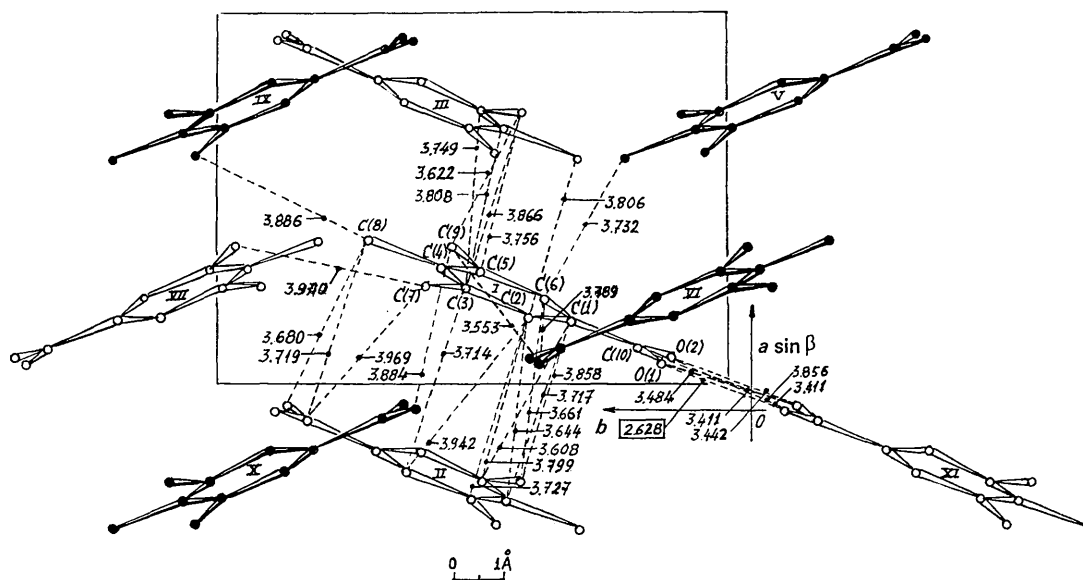 IX
III
V
3.749
3.622
3.808
3.806
3.886
3.866
3.732
C(8)
C(9)
3.756
C(4)
C(5)
VII
C(7)
C(3)
I
C(2)
C(6)
3.789
C(1)
VI
3.553
a sin β
3.680
C(10)
O(2)
3.719
3.969
3.714
O(1)
3.856
3.884
3.858
3.484
3.411
3.717
3.411
3.661
b
2.628
3.442
O
3.942
3.644
3.608
X
II
3.799
XI
3.727
0 1Å